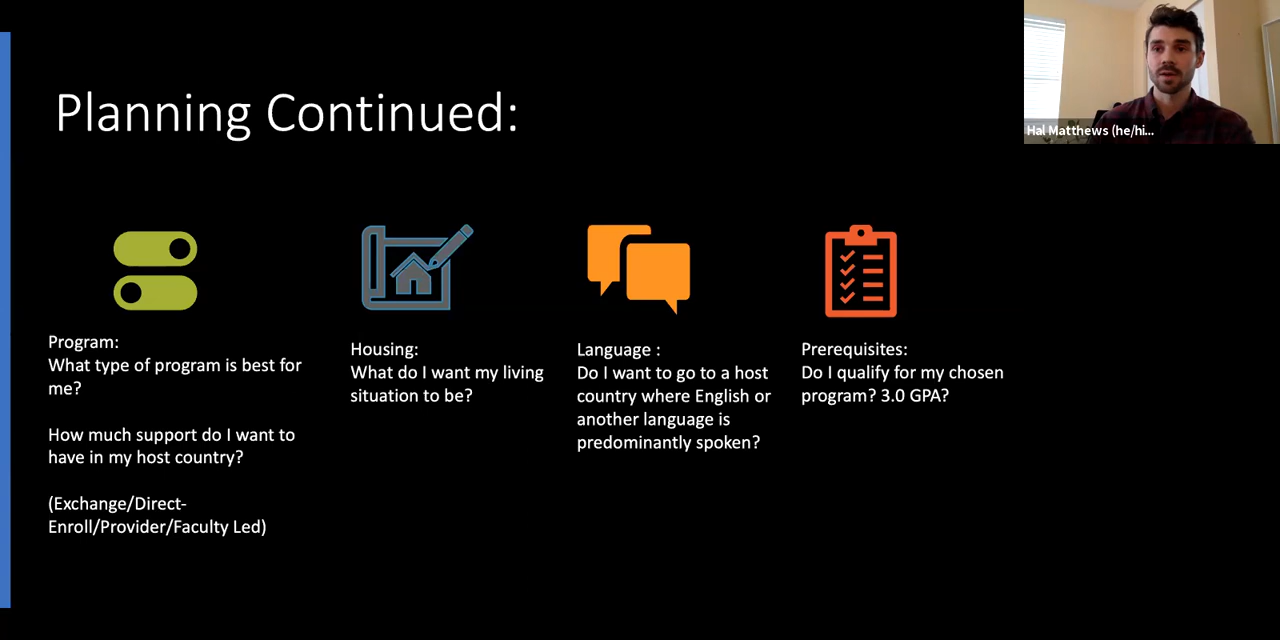 Planning Continued:
Hal Matthews (he/hi...
Program:
What type of program is best for
me?
How much support do I want to
have in my host country?
(Exchange/Direct-
Enroll/Provider/Faculty Led)
Housing:
What do I want my living
situation to be?
Language :
Do I want to go to a host
country where English or
another language is
predominantly spoken?
Prerequisites:
Do I qualify for my chosen
program? 3.0 GPA?